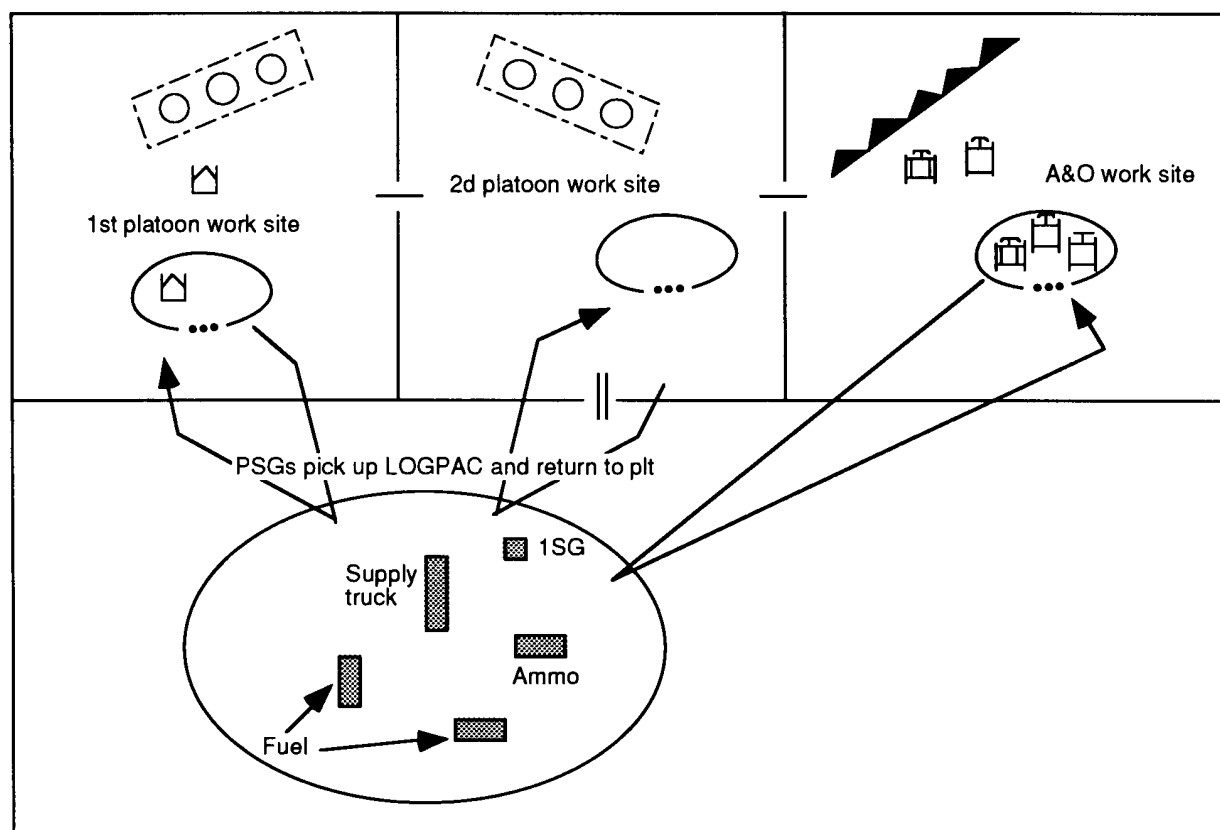 1st platoon work site
2d platoon work site
A&O work site
PSGs pick up LOGPAC and return to plt
1SG
Supply
truck
Ammo
Fuel